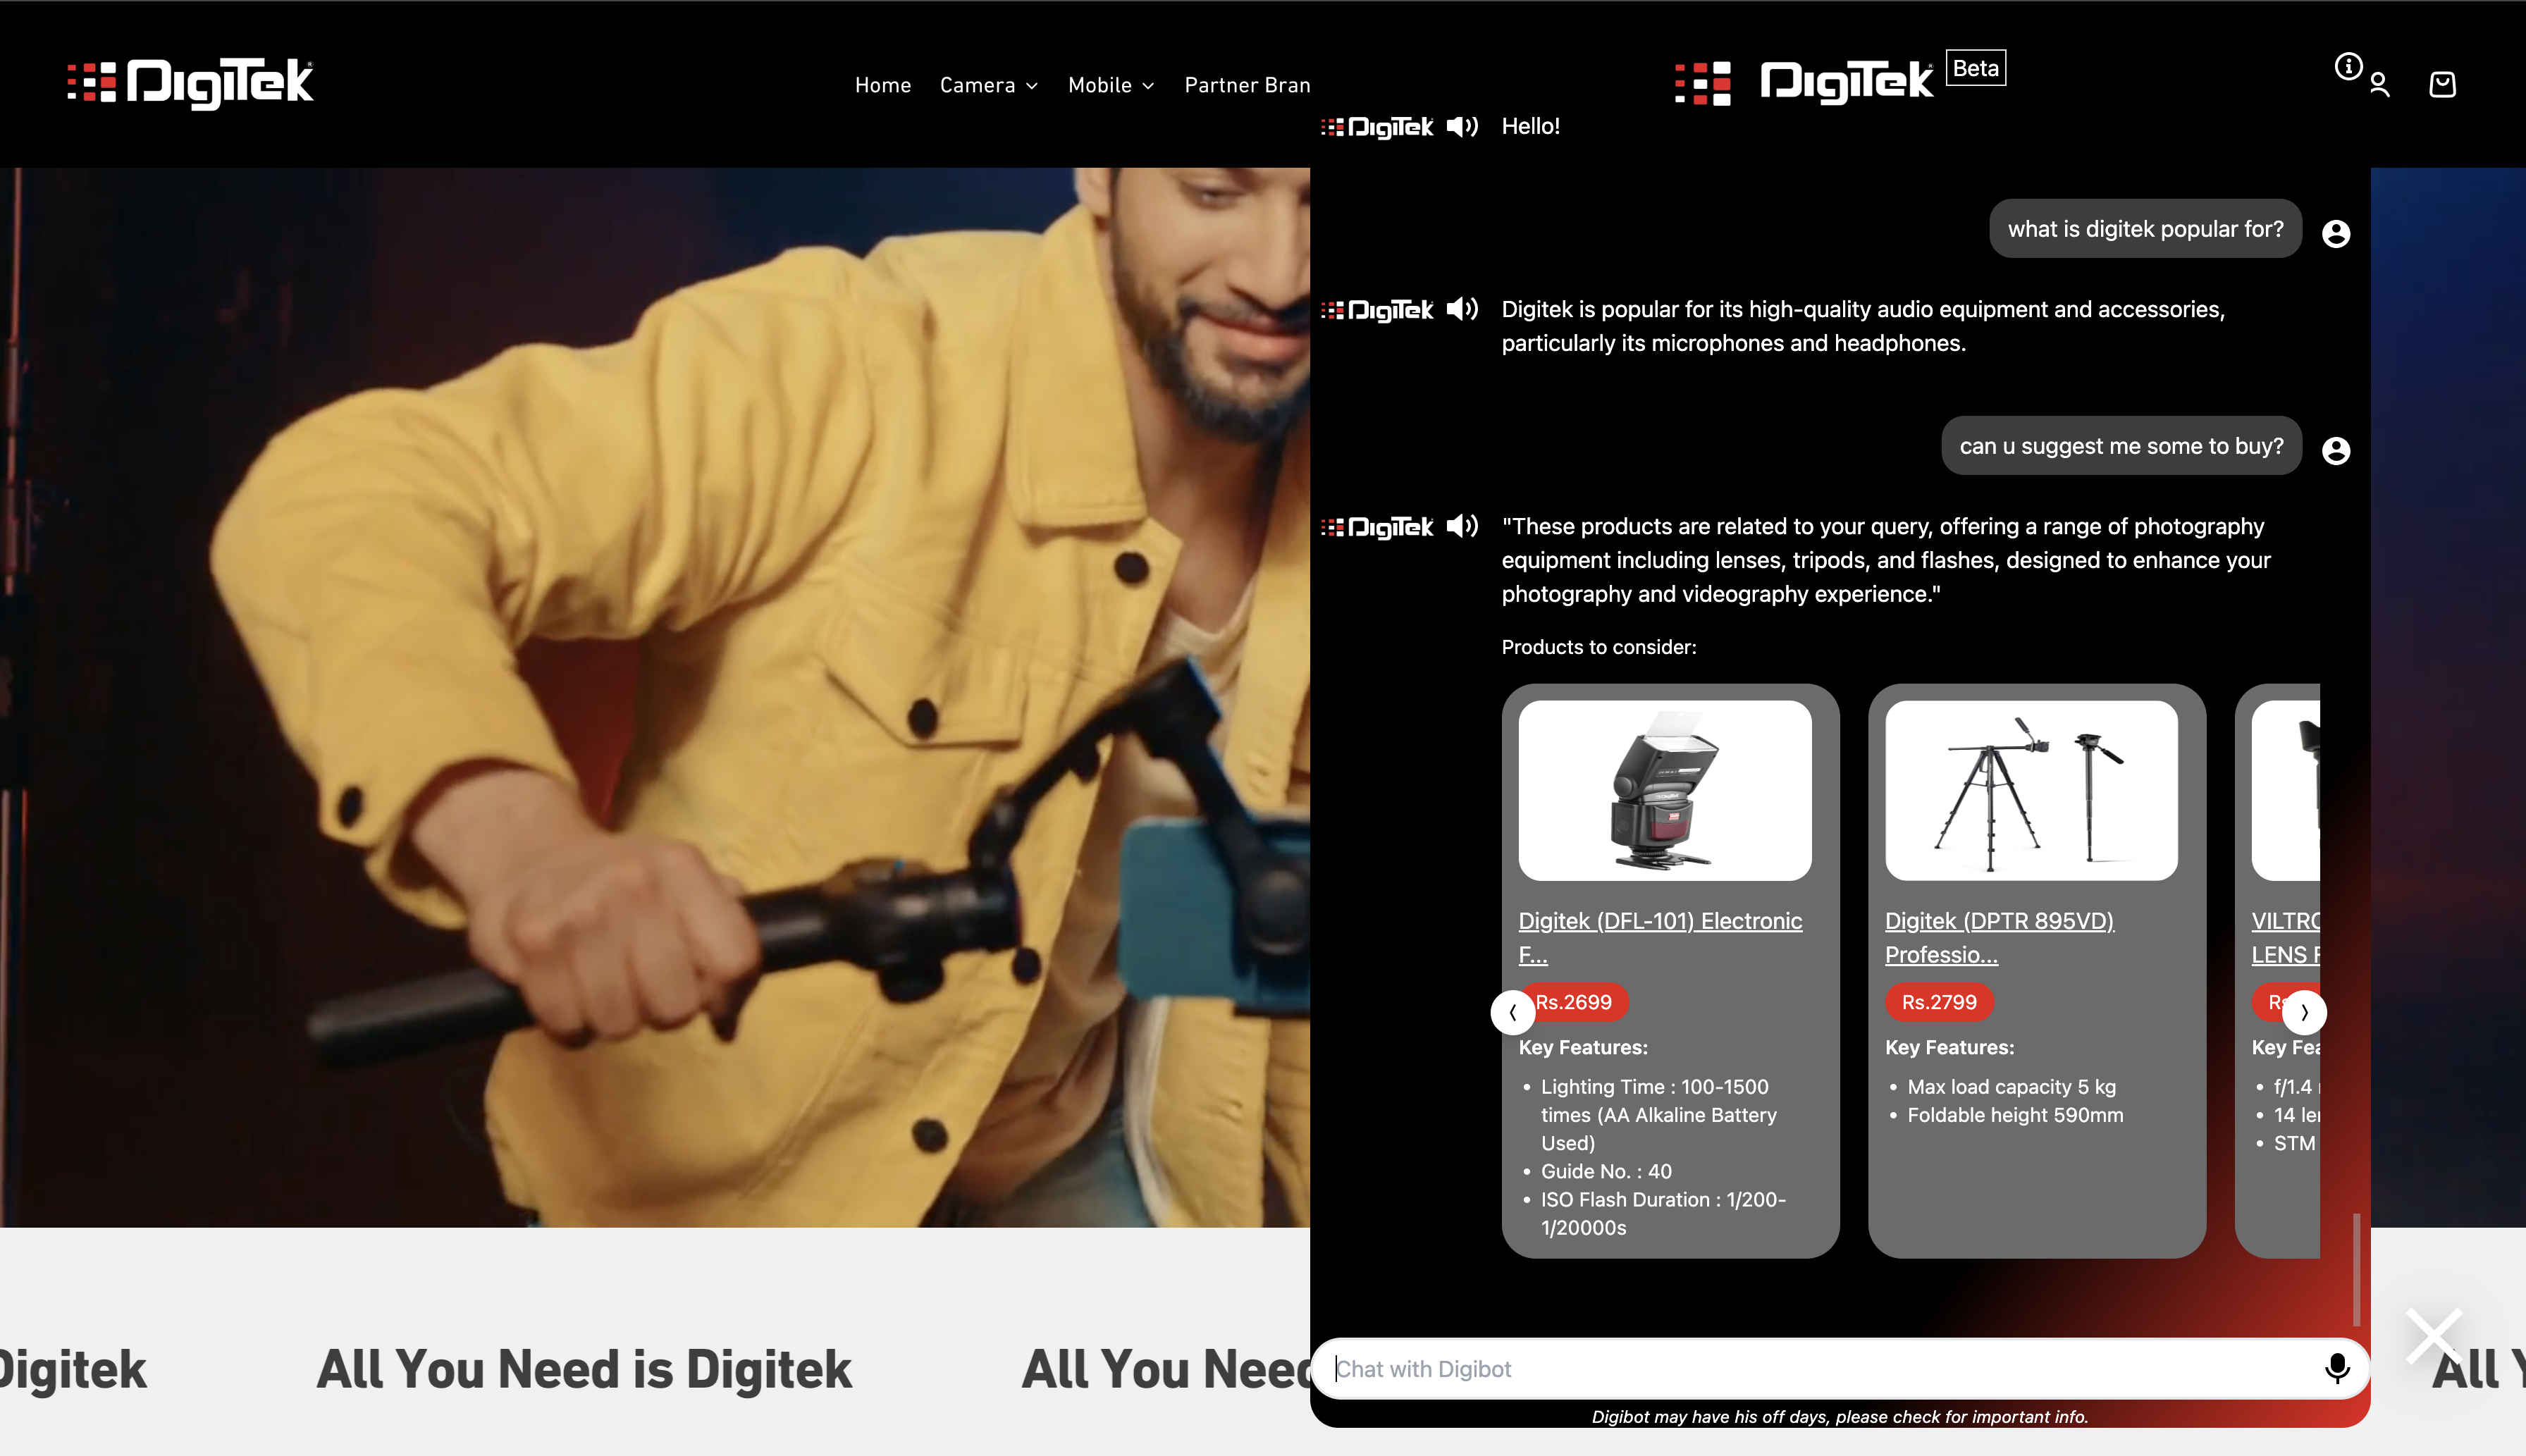 DigiTek
Home
Camera
Mobile
Partner Bran
DigiTek
Beta
DigiTek
Hello!
what is digitek popular for?
DigiTek
Digitek is popular for its high-quality audio equipment and accessories,
particularly its microphones and headphones.
can u suggest me some to buy?
DigiTek
"These products are related to your query, offering a range of photography
equipment including lenses, tripods, and flashes, designed to enhance your
photography and videography experience."
Products to consider:
Digitek (DFL-101) Electronic
F...
Rs.2699
Key Features:
• Lighting Time : 100-1500
times (AA Alkaline Battery
Used)
• Guide No. : 40
• ISO Flash Duration : 1/200-
1/20000s
Digitek (DPTR 895VD)
Professio...
Rs.2799
Key Features:
• Max load capacity 5 kg
• Foldable height 590mm
VILTRO
LENS F
Rs
Key Fea
• f/1.4
• 14 le
• STM
Digitek
All You Need is Digitek
All You Need
All Y
Chat with Digibot
Digibot may have his off days, please check for important info.